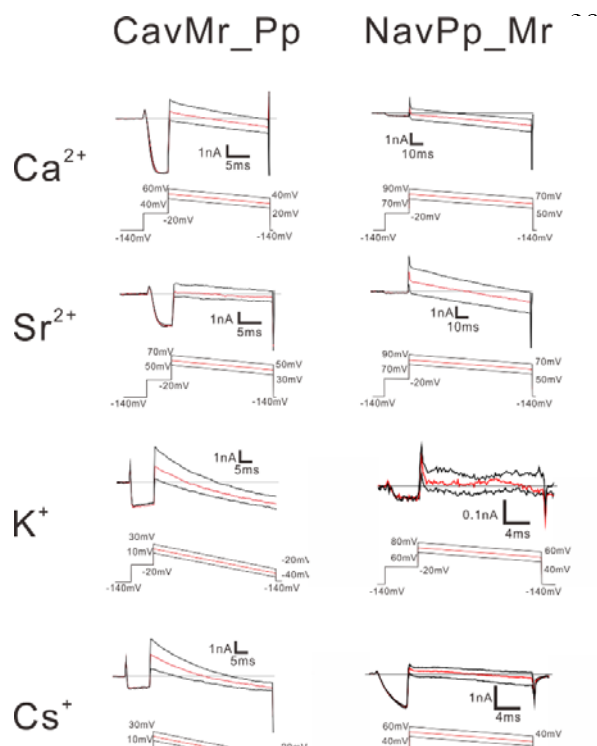 CavMr_Pp NavPp_Mr
Ca2+
1nA
5ms
60mV
40mV
-20mV
-140mV
40mV
20mV
-140mV
1nA
10ms
90mV
70mV
-20mV
-140mV
70mV
50mV
-140mV
Sr2+
1nA
5ms
70mV
50mV
-20mV
-140mV
50mV
30mV
-140mV
1nA
10ms
90mV
70mV
-20mV
-140mV
70mV
50mV
-140mV
K+
1nA
5ms
30mV
10mV
-20mV
-140mV
-20mV
-40mV
-140mV
0.1nA
4ms
80mV
60mV
-20mV
-140mV
60mV
40mV
-140mV
Cs+
1nA
5ms
30mV
10mV
1nA
4ms
60mV
40mV
40mV